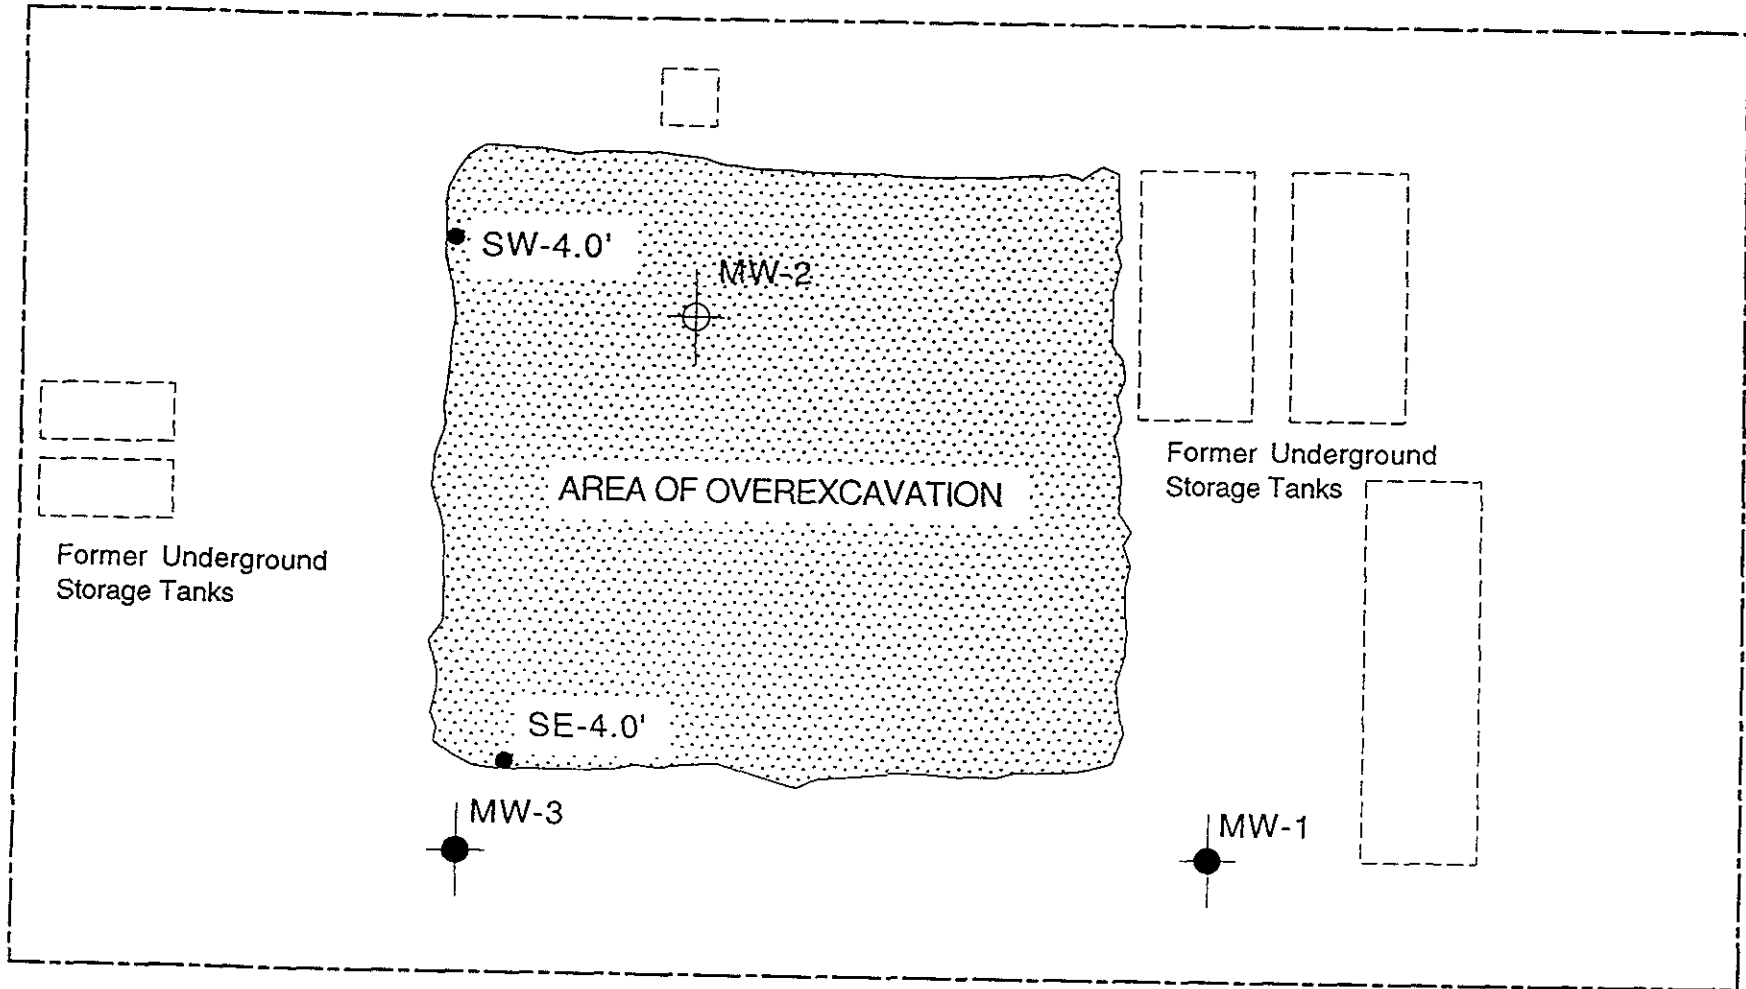 SW-4.0'
MW-2
Former Underground
Storage Tanks
AREA OF OVEREXCAVATION
Former Underground
Storage Tanks
SE-4.0'
MW-3
MW-1